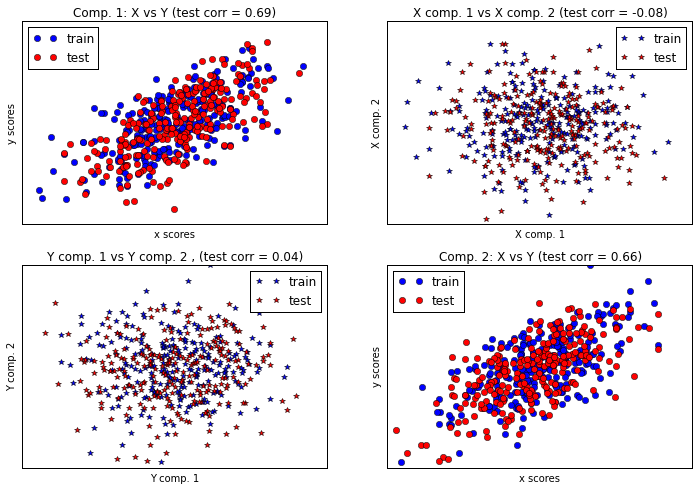 Comp. 1: X vs Y (test corr = 0.69)
train
test
y scores
x scores
X comp. 1 vs X comp. 2 (test corr = -0.08)
train
test
X comp. 2
X comp. 1
Y comp. 1 vs Y comp. 2 , (test corr = 0.04)
train
test
Y comp. 2
Y comp. 1
Comp. 2: X vs Y (test corr = 0.66)
train
test
y scores
x scores